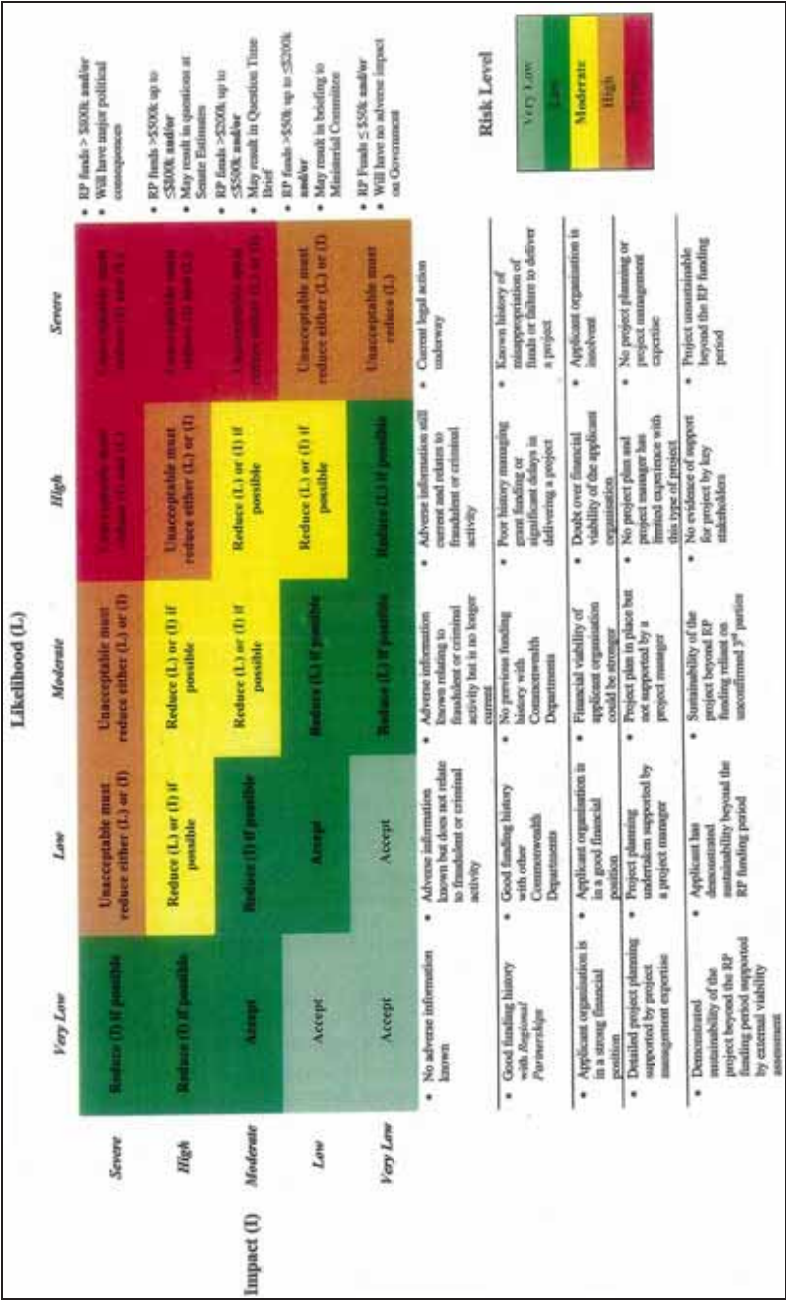 Likelihood (L)
Very Low
Low
Moderate
High
Severe
Impact (I)
Severe
Reduce (I) if possible
Unacceptable must
reduce either (L) or (I)
Unacceptable must
reduce either (L) or (I)
Unacceptable must
reduce (I) and (L)
Unacceptable must
reduce (I) and (L)
• RP funds > $800k and/or
• Will have major political
consequences
High
Reduce (I) if possible
Reduce (L) or (I) if
possible
Reduce (L) or (I) if
possible
Unacceptable must
reduce either (L) or (I)
Unacceptable must
reduce (I) and (L)
• RP funds >$500k up to
≤$800k and/or
• May result in questions at
Senate Estimates
Moderate
Accept
Reduce (I) if possible
Reduce (L) or (I) if
possible
Reduce (L) or (I) if
possible
Unacceptable must
reduce either (L) or (I)
• RP funds >$200k up to
≤$500k and/or
• May result in Question Time
Brief
Low
Accept
Accept
Reduce (L) if possible
Reduce (L) or (I) if
possible
Unacceptable must
reduce either (L) or (I)
• RP funds >$50k up to ≤$200k
and/or
• May result in briefing to
Ministerial Committee
Very Low
Accept
Accept
Reduce (L) if possible
Reduce (L) if possible
Unacceptable must
reduce (L)
• RP Funds ≤ $50k and/or
• Will have no adverse impact
on Government
• No adverse information
known
• Adverse information
known but does not relate
to fraudulent or criminal
activity
• Adverse information
known relating to
fraudulent or criminal
activity but is no longer
current
• Adverse information still
current and relates to
fraudulent or criminal
activity
• Current legal action
underway
• Good funding history
with Regional
Partnerships
• Good funding history
with other
Commonwealth
Departments
• No previous funding
history with
Commonwealth
Departments
• Poor history managing
grant funding or
significant delays in
delivering a project
• Known history of
misappropriation of
funds or failure to deliver
a project
• Applicant organisation is
in a strong financial
position
• Applicant organisation is
in a good financial
position
• Financial viability of
applicant organisation
could be stronger
• Doubt over financial
viability of the applicant
organisation
• Applicant organisation is
insolvent
• Detailed project planning
supported by project
management expertise
• Project planning
undertaken supported by
a project manager
• Project plan in place but
not supported by a
project manager
• No project plan and
project manager has
limited experience with
this type of project
• No project planning or
project management
expertise
• Demonstrated
sustainability of the
project beyond the RP
funding period supported
by external viability
assessment
• Applicant has
demonstrated
sustainability beyond the
RP funding period
• Sustainability of the
project beyond RP
funding reliant on
unconfirmed 3rd parties
• No evidence of support
for project by key
stakeholders
• Project unsustainable
beyond the RP funding
period
Risk Level
Very Low
Low
Moderate
High